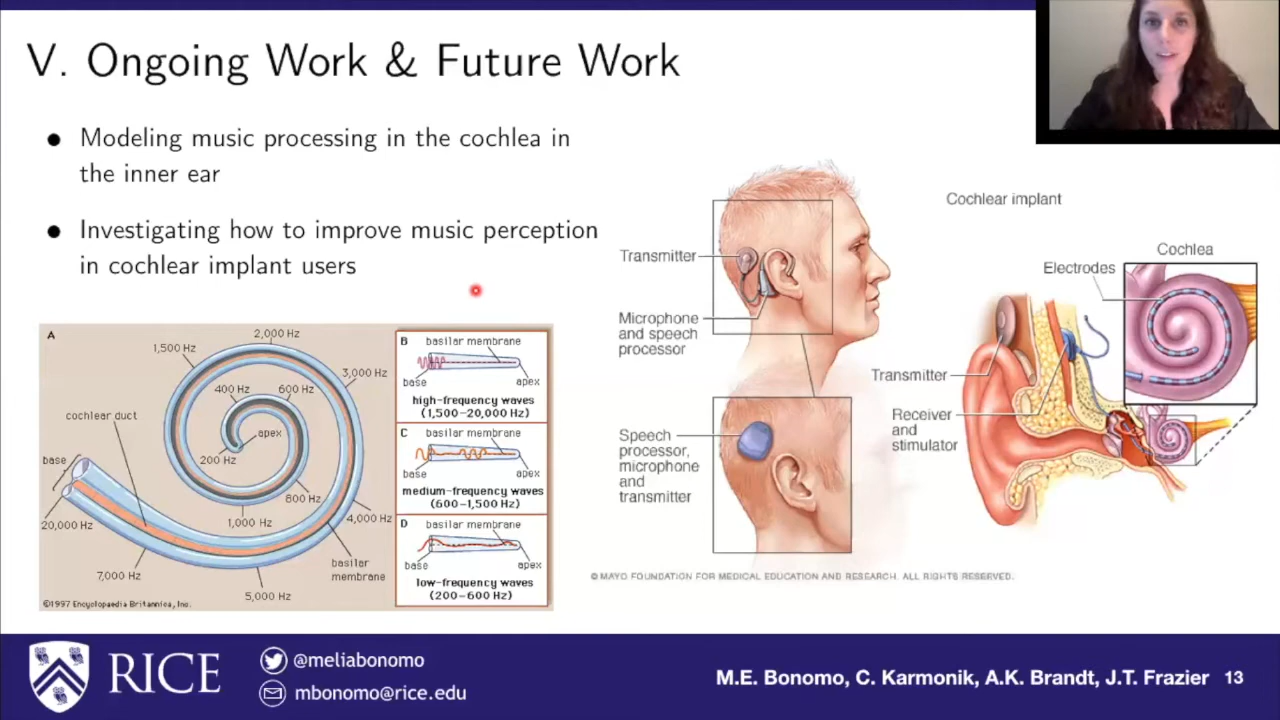 V. Ongoing Work & Future Work
• Modeling music processing in the cochlea in
the inner ear
• Investigating how to improve music perception
in cochlear implant users
A
2,000 Hz
1,500 Hz
3,000 Hz
400 Hz
600 Hz
cochlear duct
apex
base
200 Hz
800 Hz
20,000 Hz
1,000 Hz
4,000 Hz
7,000 Hz
basilar
membrane
5,000 Hz
©1997 Encyclopaedia Britannica, Inc.
B
basilar membrane
base
apex
high-frequency waves
(1,500–20,000 Hz)
C
basilar membrane
base
apex
medium-frequency waves
(600–1,500 Hz)
D
basilar membrane
base
apex
low-frequency waves
(200–600 Hz)
Transmitter
Microphone
and speech
processor
Speech
processor,
microphone
and
transmitter
Cochlear implant
Cochlea
Electrodes
Transmitter
Receiver
and
stimulator
© MAYO FOUNDATION FOR MEDICAL EDUCATION AND RESEARCH. ALL RIGHTS RESERVED.
RICE
@meliabonomo
mbonomo@rice.edu
M.E. Bonomo, C. Karmonik, A.K. Brandt, J.T. Frazier 13